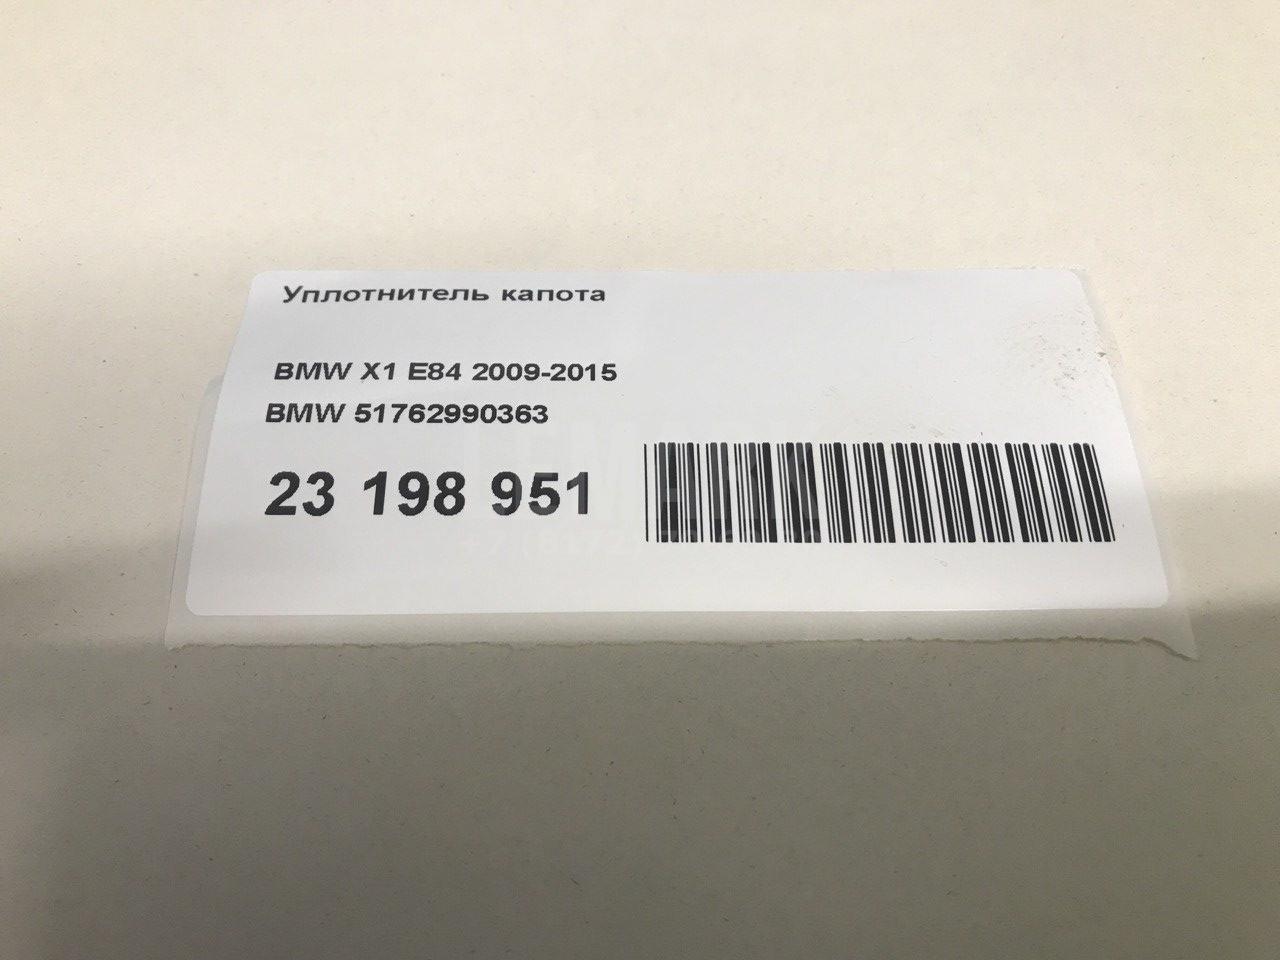 Уплотнитель капота
BMW X1 E84 2009-2015
BMW 51762990363
23 198 951